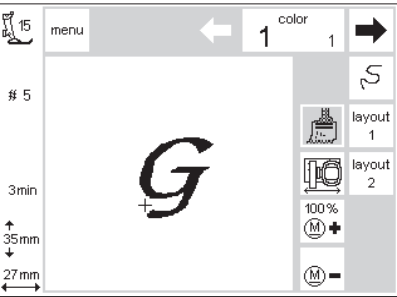 15
menu
color
1 1
# 5
layout
1
layout
2
3min
100%
M +
35mm
27mm
M -
G